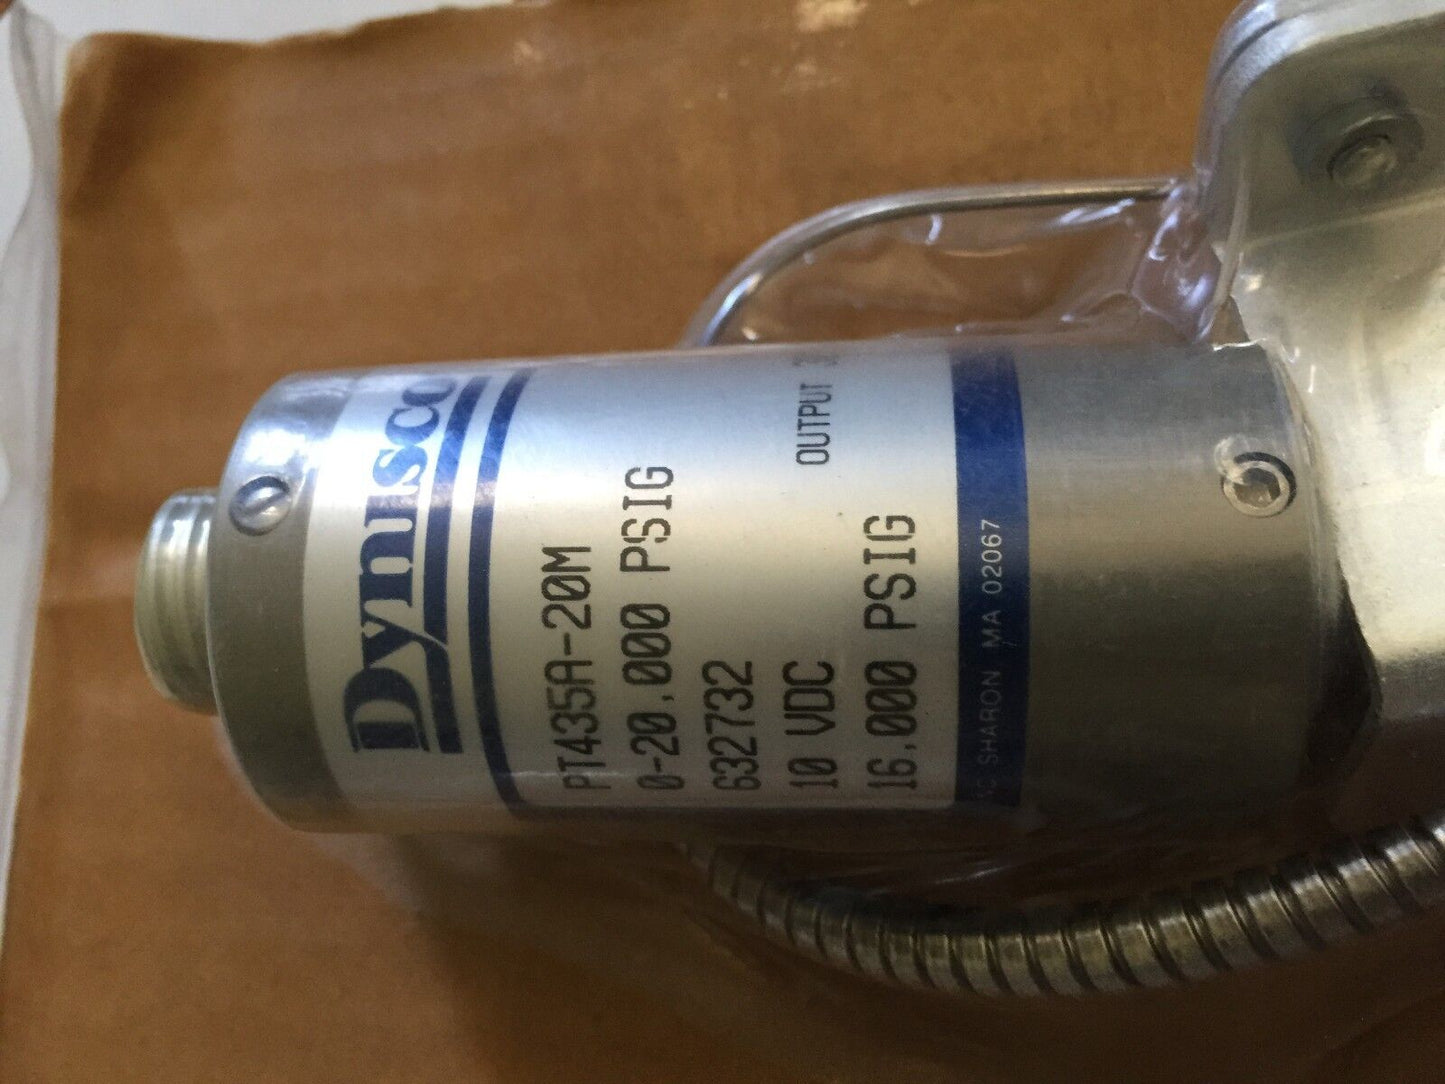 Dynisco
PT435A-20M
0-20,000 PSIG
632732
10 VDC
OUTPUT
16,000 PSIG
SHARON MA 02067